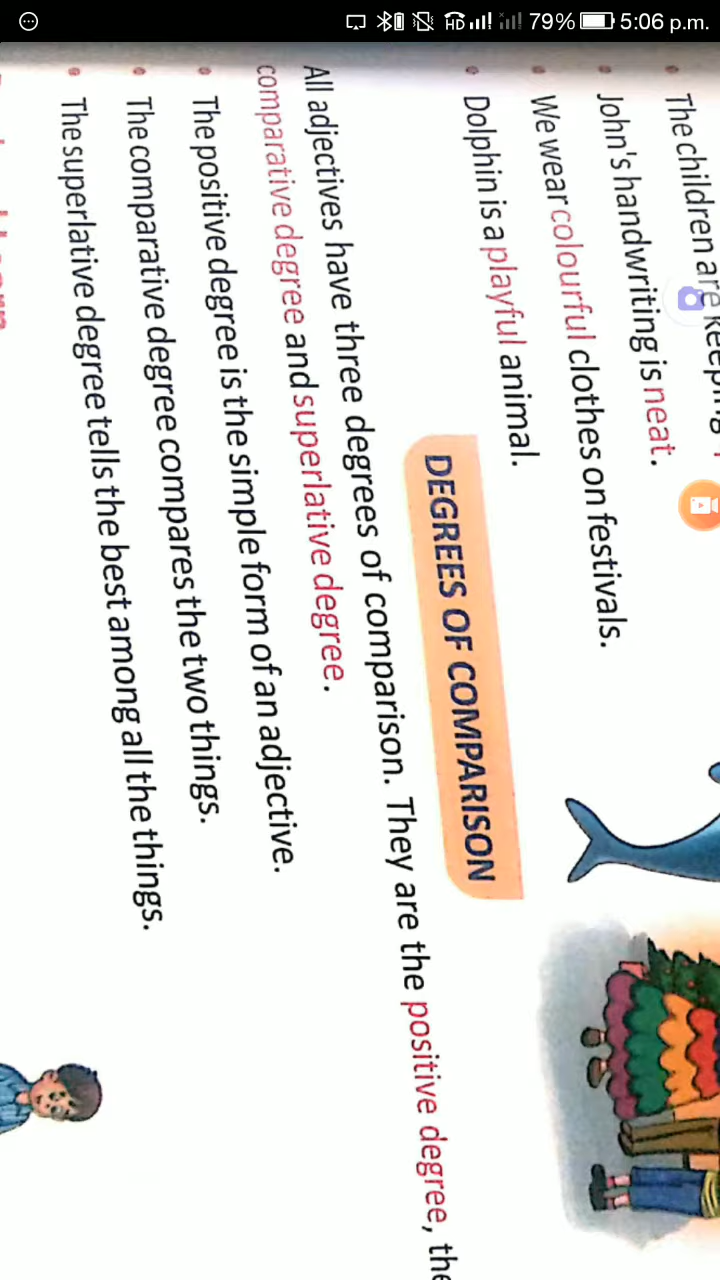 79% 5:06 p.m.
The children are keeping
John's handwriting is neat.
We wear colourful clothes on festivals.
Dolphin is a playful animal.
DEGREES OF COMPARISON
All adjectives have three degrees of comparison. They are the positive degree, the
comparative degree and superlative degree.
The positive degree is the simple form of an adjective.
The comparative degree compares the two things.
The superlative degree tells the best among all the things.